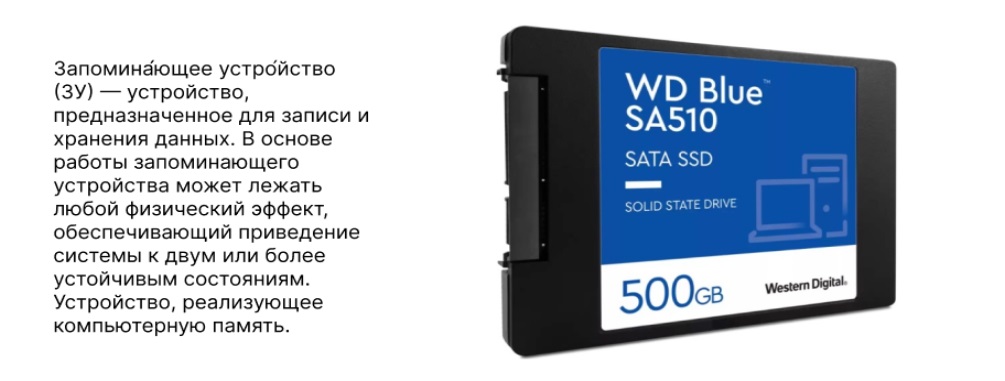 Запомина́ющее устро́йство
(ЗУ) — устройство,
предназначенное для записи и
хранения данных. В основе
работы запоминающего
устройства может лежать
любой физический эффект,
обеспечивающий приведение
системы к двум или более
устойчивым состояниям.
Устройство, реализующее
компьютерную память.
WD Blue™
SA510
SATA SSD
SOLID STATE DRIVE
500GB
Western Digital®